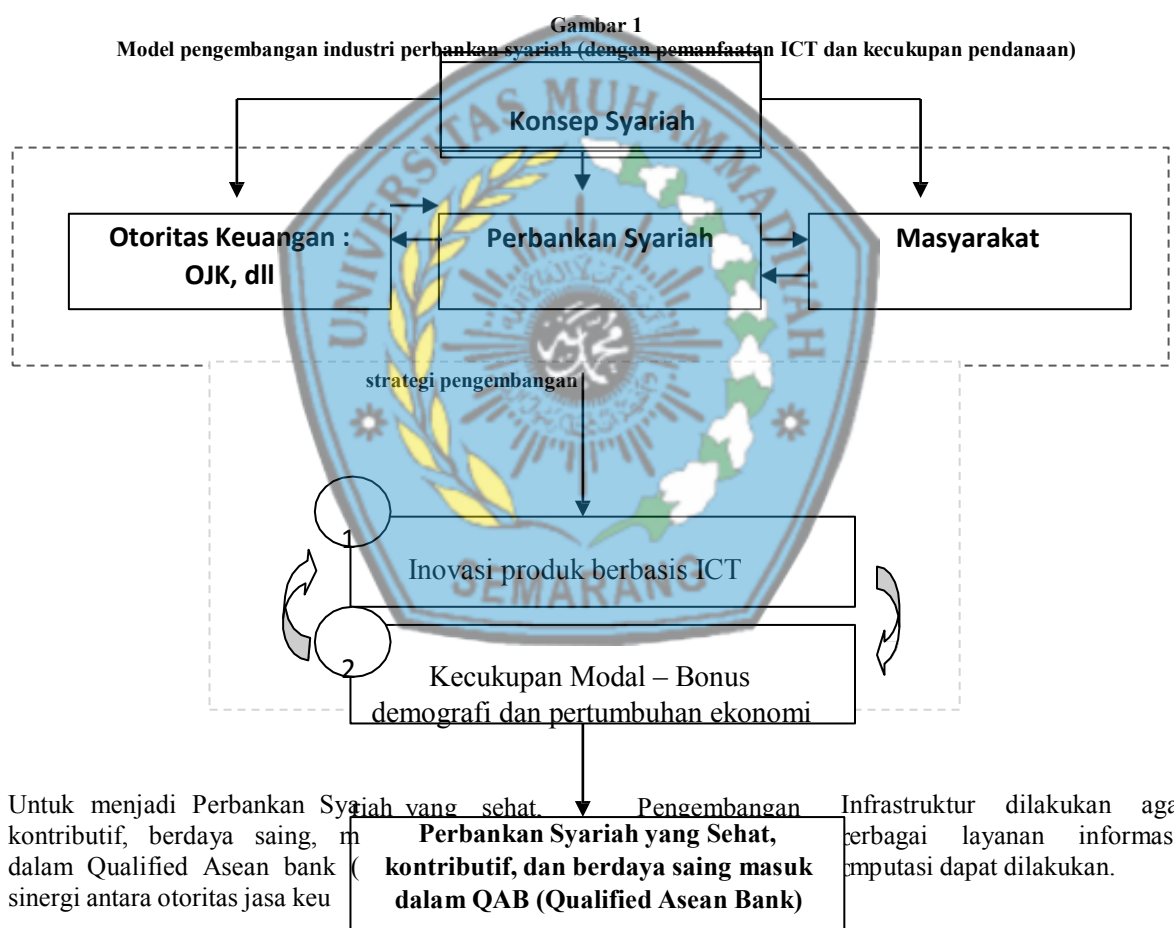 Gambar 1
Model pengembangan industri perbankan syariah (dengan pemanfaatan ICT dan kecukupan pendanaan)
Konsep Syariah
Otoritas Keuangan :
OJK, dll
Perbankan Syariah
Masyarakat
UNIVERSITAS MUHAMMADIYAH
SEMARANG
strategi pengembangan
1
Inovasi produk berbasis ICT
2
Kecukupan Modal – Bonus
demografi dan pertumbuhan ekonomi
Perbankan Syariah yang Sehat,
kontributif, dan berdaya saing masuk
dalam QAB (Qualified Asean Bank)
Untuk menjadi Perbankan Syariah yang sehat,
kontributif, berdaya saing,
dalam Qualified Asean bank (
sinergi antara otoritas jasa
Pengembangan Infrastruktur dilakukan
layanan
dapat dilakukan.